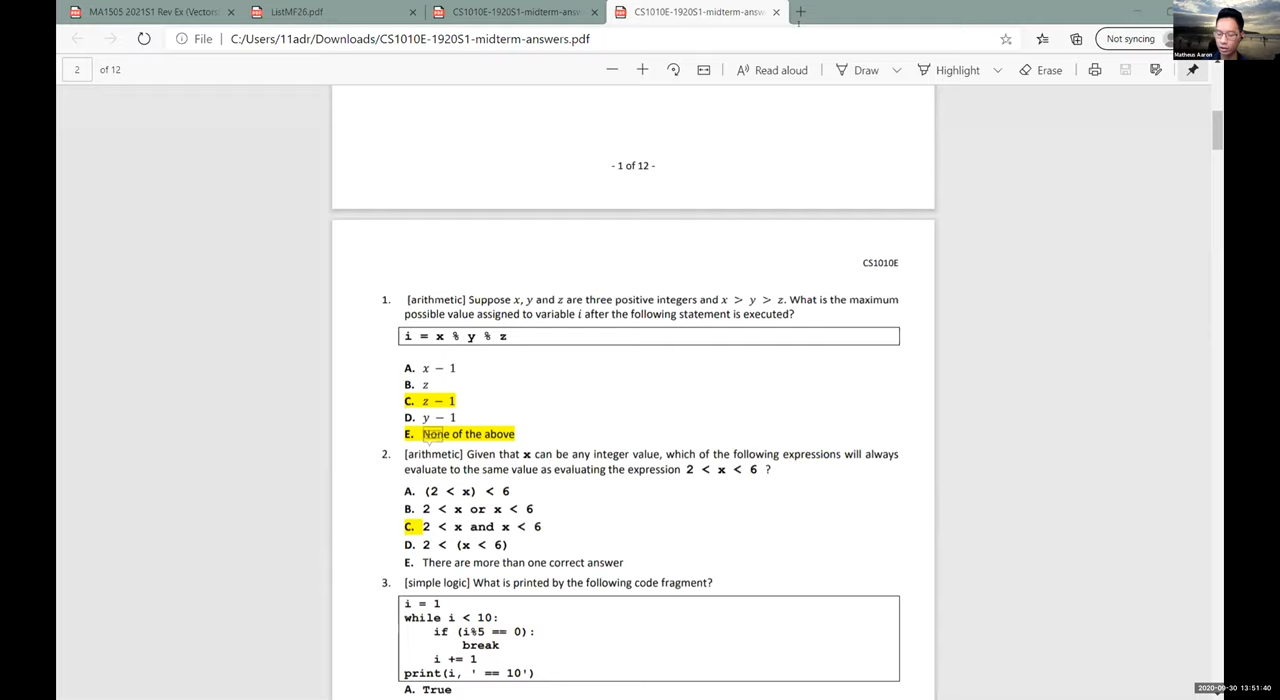 MA1505 2021S1 Rev Ex (Vectors
ListMF26.pdf
CS1010E-1920S1-midterm-answ
CS1010E-1920S1-midterm-answ
File
C:/Users/11adr/Downloads/CS1010E-1920S1-midterm-answers.pdf
Not syncing
Matheus Aaron
2 of 12
Read aloud
Draw
Highlight
Erase
- 1 of 12 -
CS1010E
1. [arithmetic] Suppose x, y and z are three positive integers and x > y > z. What is the maximum
possible value assigned to variable i after the following statement is executed?
i = x % y % z
A. x − 1
B. z
C. z − 1
D. y − 1
E. None of the above
2. [arithmetic] Given that x can be any integer value, which of the following expressions will always
evaluate to the same value as evaluating the expression 2 < x < 6 ?
A. (2 < x) < 6
B. 2 < x or x < 6
C. 2 < x and x < 6
D. 2 < (x < 6)
E. There are more than one correct answer
3. [simple logic] What is printed by the following code fragment?
i = 1
while i < 10:
if (i%5 == 0):
break
i += 1
print(i, ' == 10')
A. True
2020-09-30 13:51:40